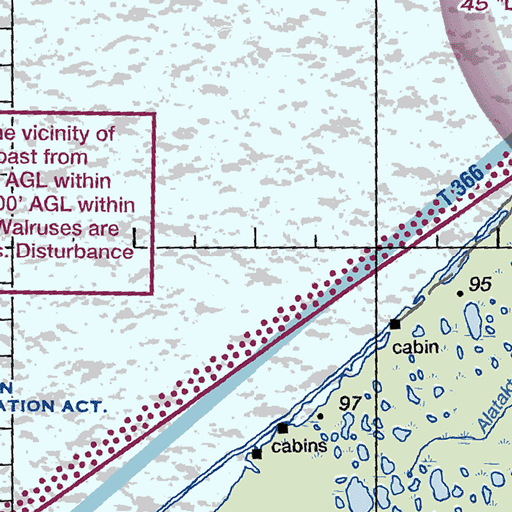 45
he vicinity of
oast from
AGL within
00' AGL within
Walruses are
s. Disturbance
T 366
95
cabin
N
ATION ACT.
97
cabins
Alatak